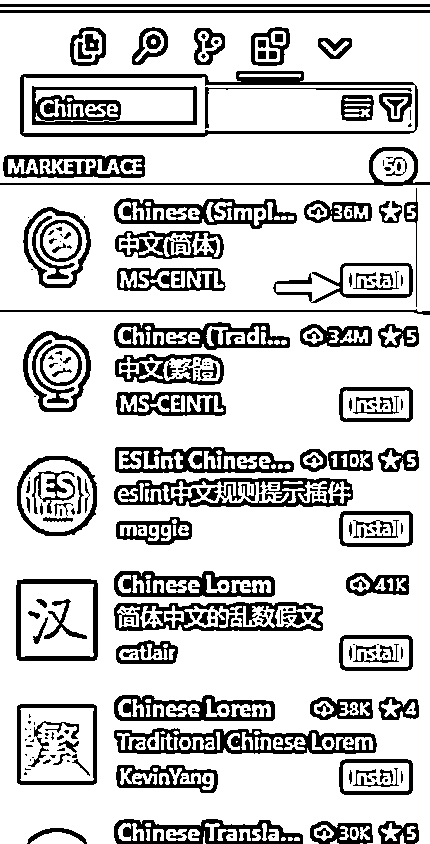 Chinese
MARKETPLACE 50
Chinese (Simpl... 36M 5
中文(简体)
MS-CEINTL Install
Chinese (Tradi... 3.4M 5
中文(繁體)
MS-CEINTL Install
ESLint Chinese... 110K 5
ES
Lint
eslint中文规则提示插件
maggie Install
Chinese Lorem 41K
汉
简体中文的乱数假文
catlair Install
Chinese Lorem 38K 4
繁
Traditional Chinese Lorem
KevinYang Install
Chinese Transla... 30K 5